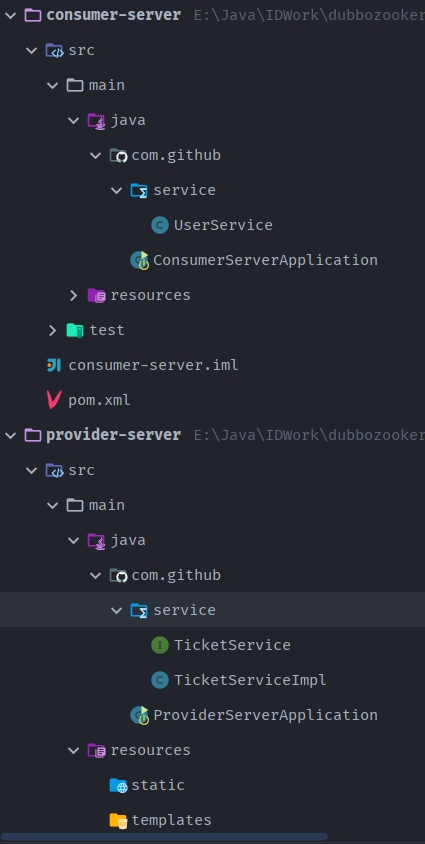 consumer-server E:\Java\IDWork\dubbozooker
src
main
java
com.github
service
C UserService
ConsumerServerApplication
resources
test
consumer-server.iml
pom.xml
provider-server E:\Java\IDWork\dubbozooker
src
main
java
com.github
service
I TicketService
C TicketServiceImpl
ProviderServerApplication
resources
static
templates